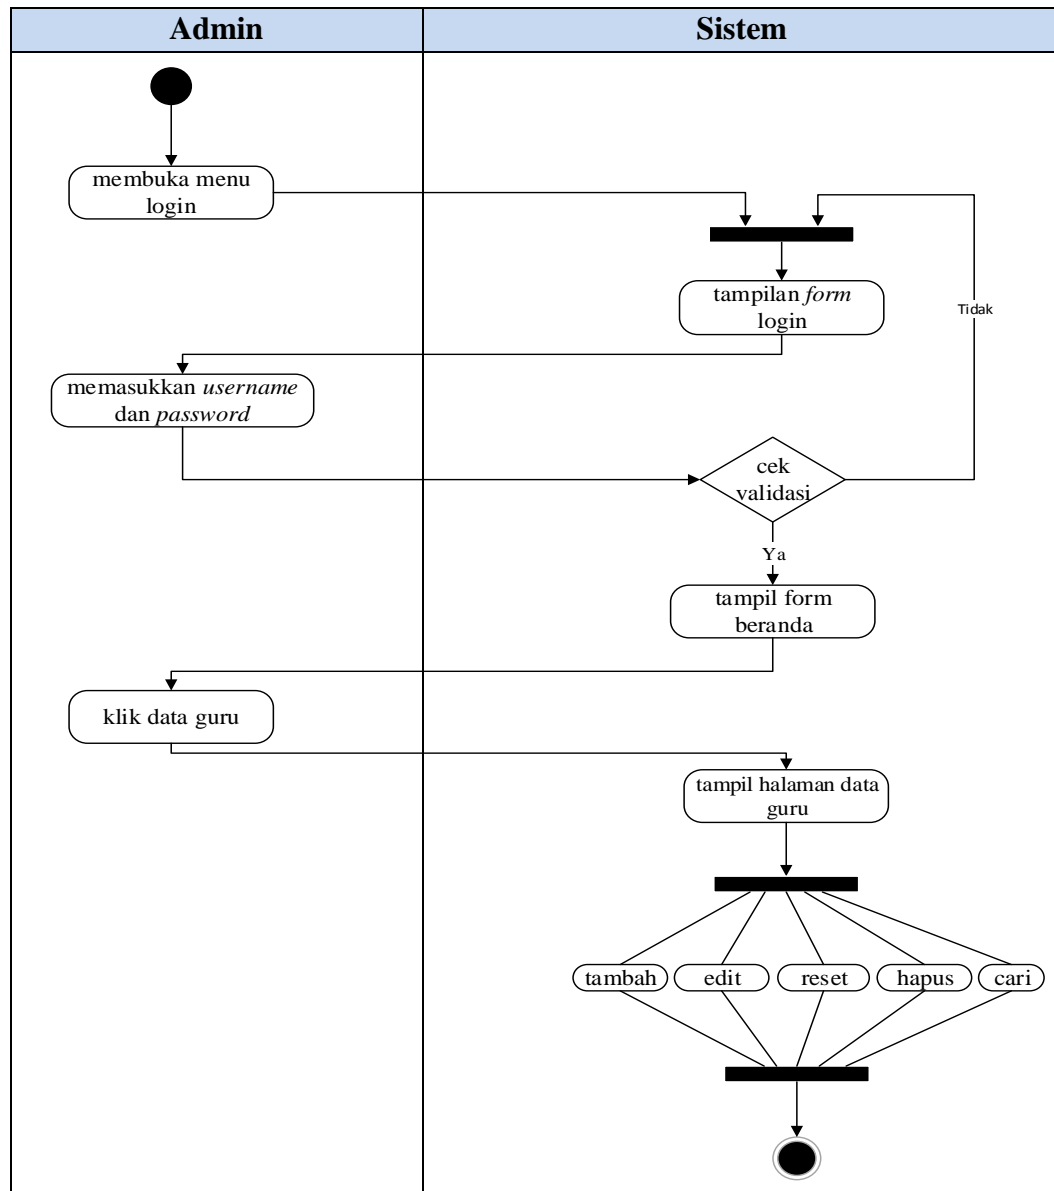 Admin
Sistem
membuka menu
login
tampilan form
login
Tidak
memasukkan username
dan password
cek
validasi
Ya
tampil form
beranda
klik data guru
tampil halaman data
guru
tambah
edit
reset
hapus
cari